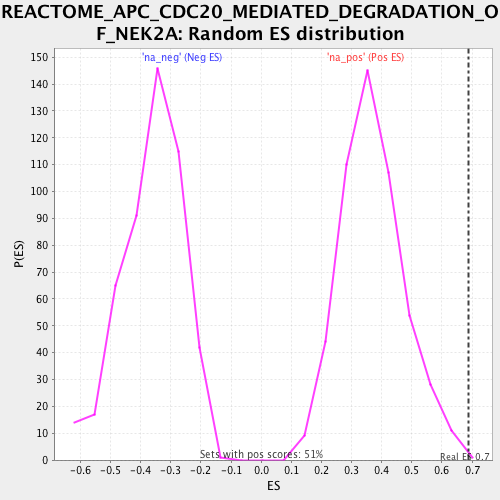 REACTOME_APC_CDC20_MEDIATED_DEGRADATION_O
F_NEK2A: Random ES distribution
'na_neg' (Neg ES)
'na_pos' (Pos ES)
P(ES)
150
140
130
120
110
100
90
80
70
60
50
40
30
20
10
0
Sets with pos scores: 51%
Real ES 0.7
-0.6 -0.5 -0.4 -0.3 -0.2 -0.1 0.0 0.1 0.2 0.3 0.4 0.5 0.6 0.7
ES